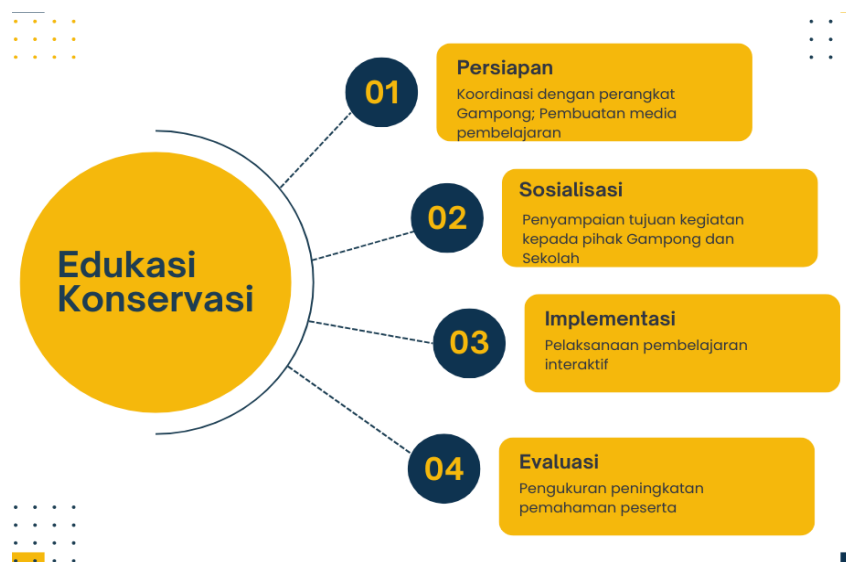 Edukasi
Konservasi
01
Persiapan
Koordinasi dengan perangkat
Gampong; Pembuatan media
pembelajaran
02
Sosialisasi
Penyampaian tujuan kegiatan
kepada pihak Gampong dan
Sekolah
03
Implementasi
Pelaksanaan pembelajaran
interaktif
04
Evaluasi
Pengukuran peningkatan
pemahaman peserta